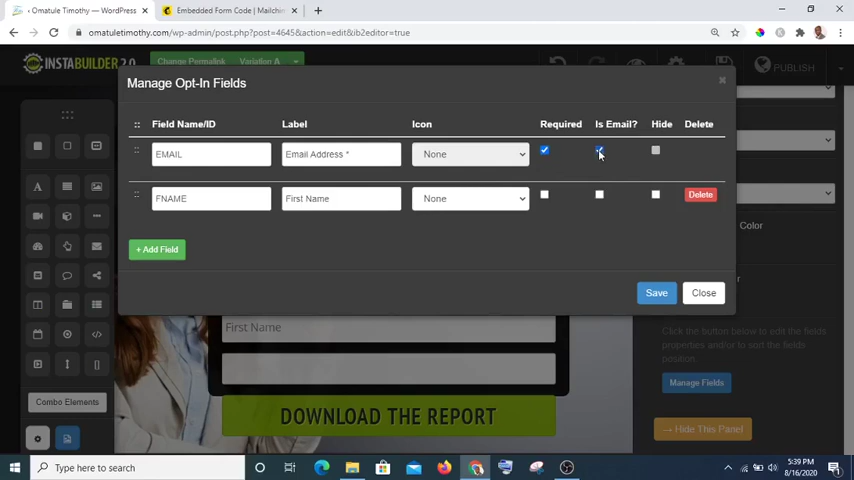 ‹ Omatule Timothy — WordPress
Embedded Form Code | Mailchim
omatuletimothy.com/wp-admin/post.php?post=4645&action=edit&ib2editor=true
INSTABUILDER 2.0
Change Permalink
Variation A
PUBLISH
Manage Opt-In Fields
Field Name/ID
Label
Icon
Required
Is Email?
Hide
Delete
EMAIL
Email Address *
None
FNAME
First Name
None
Delete
+ Add Field
Save
Close
Color
Click the button below to edit the fields
properties and/or to sort the fields
position.
Manage Fields
→ Hide This Panel
First Name
DOWNLOAD THE REPORT
Combo Elements
Type here to search
5:39 PM
8/16/2020